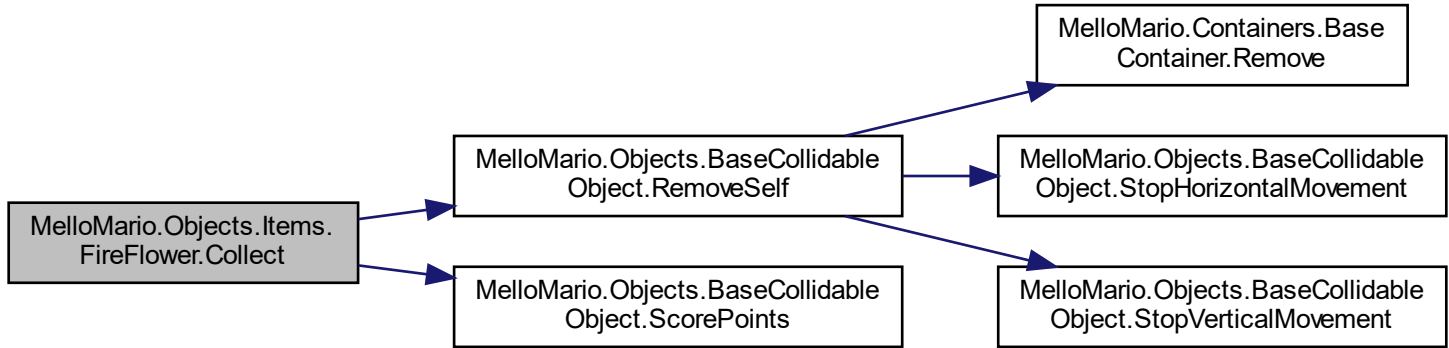 MelloMario.Objects.Items.
FireFlower.Collect
MelloMario.Objects.BaseCollidable
Object.RemoveSelf
MelloMario.Objects.BaseCollidable
Object.ScorePoints
MelloMario.Containers.Base
Container.Remove
MelloMario.Objects.BaseCollidable
Object.StopHorizontalMovement
MelloMario.Objects.BaseCollidable
Object.StopVerticalMovement